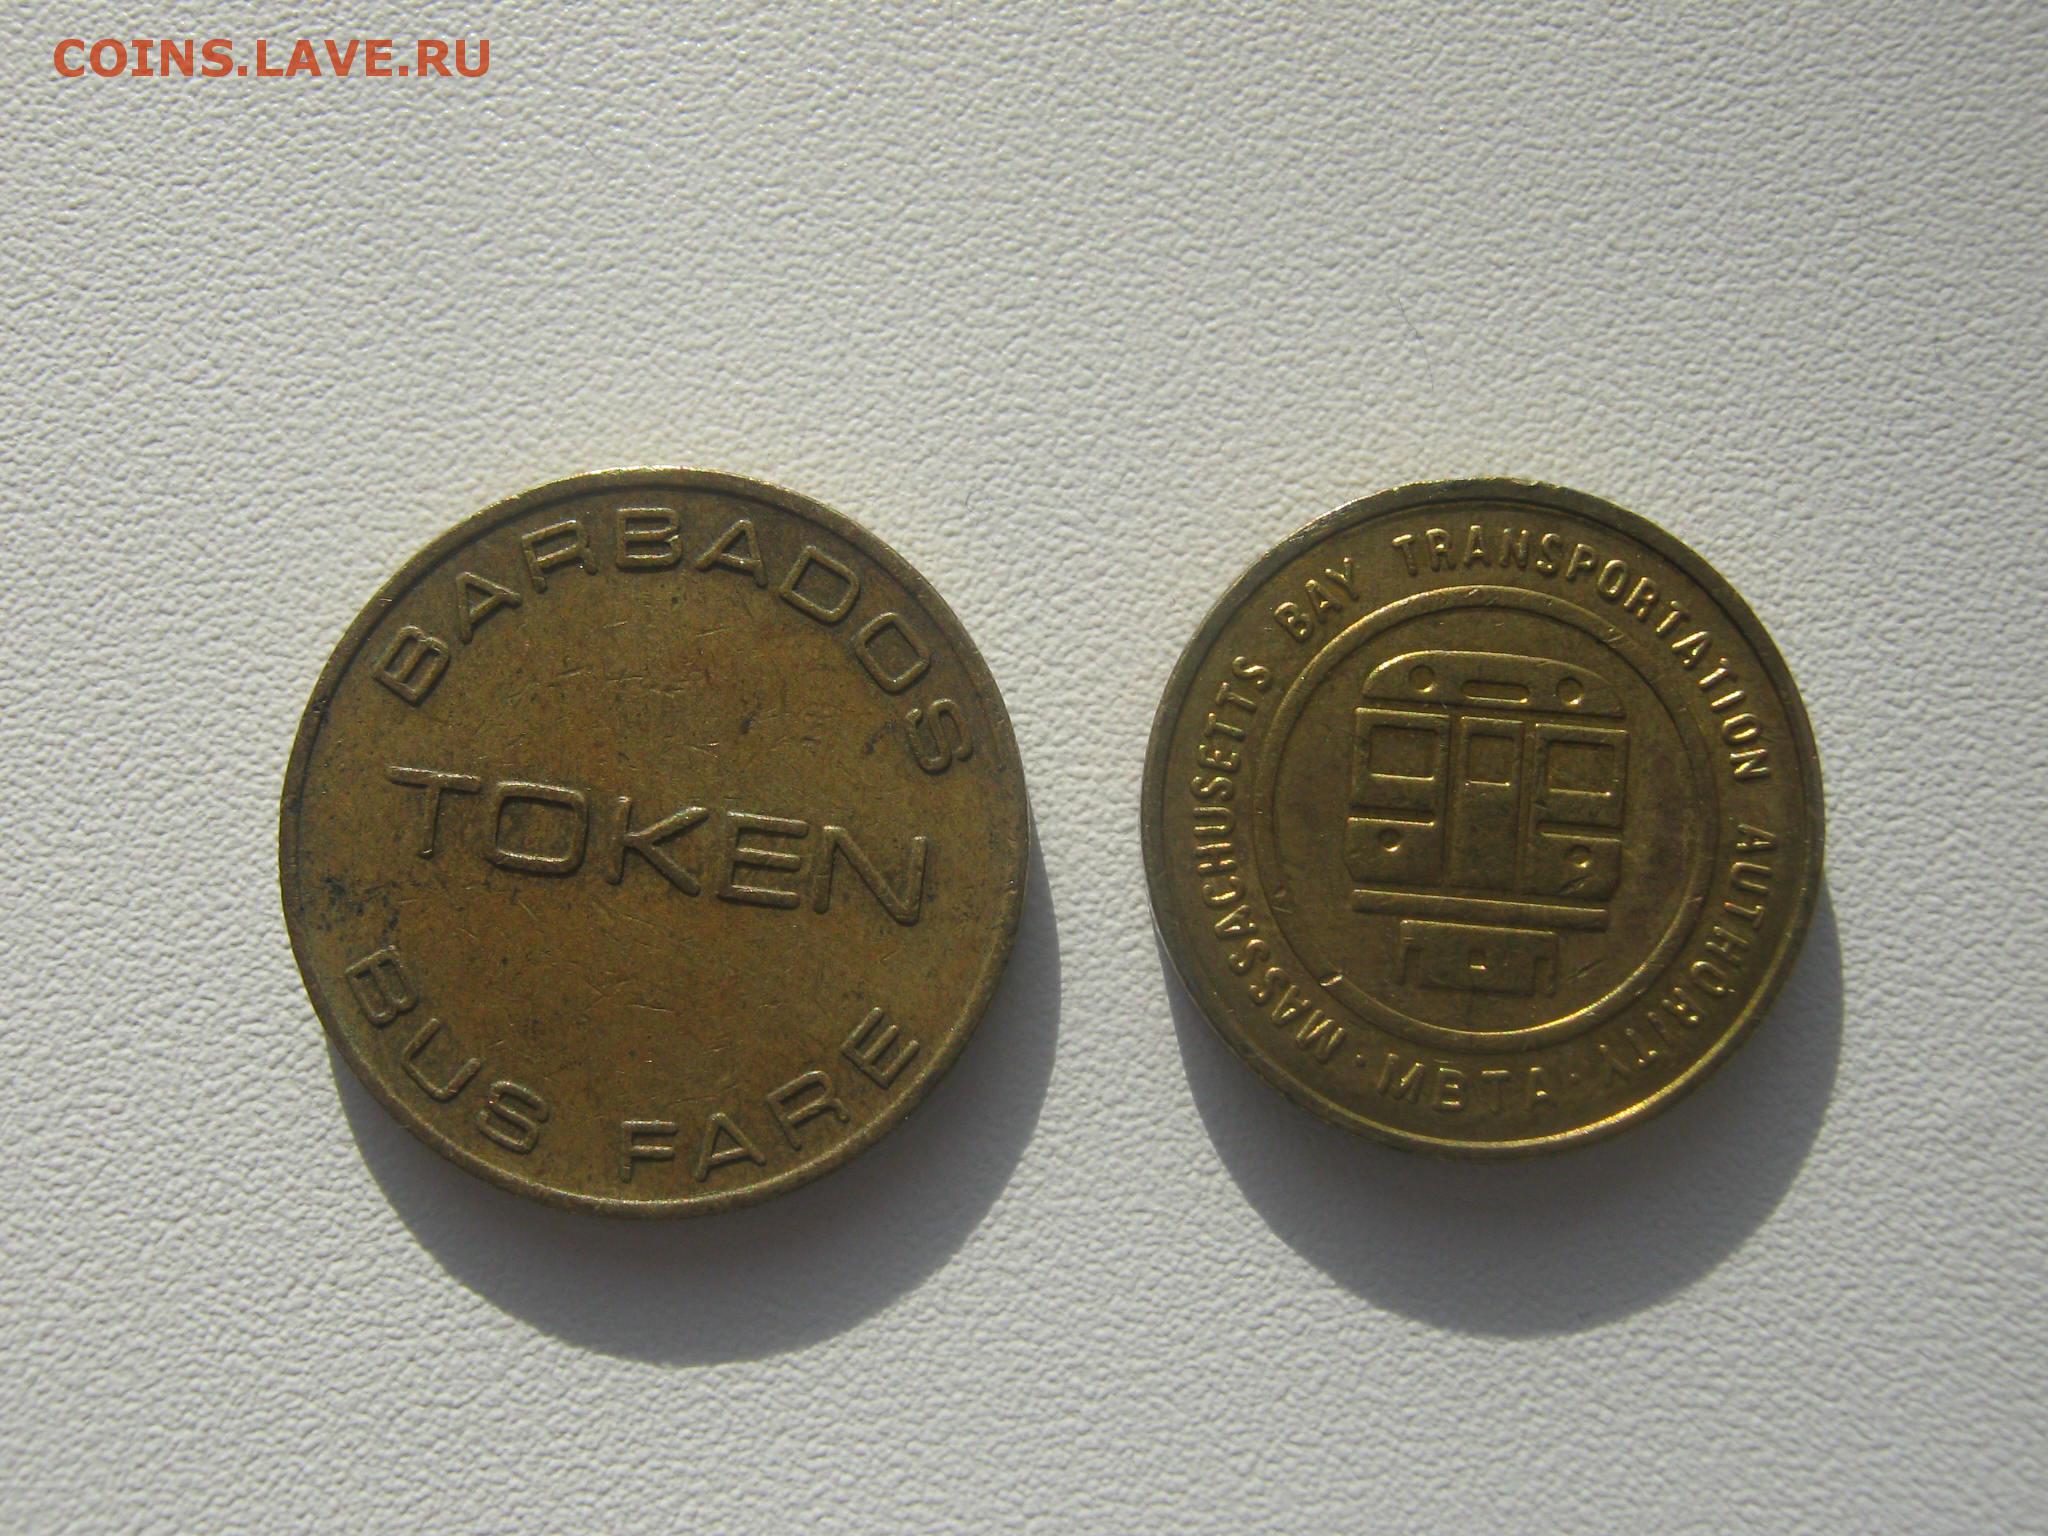 COINS.LAVE.RU
BARBADOS
TOKEN
BUS FARE
MASSACHUSETTS BAY TRANSPORTATION AUTHORITY
· MBTA ·